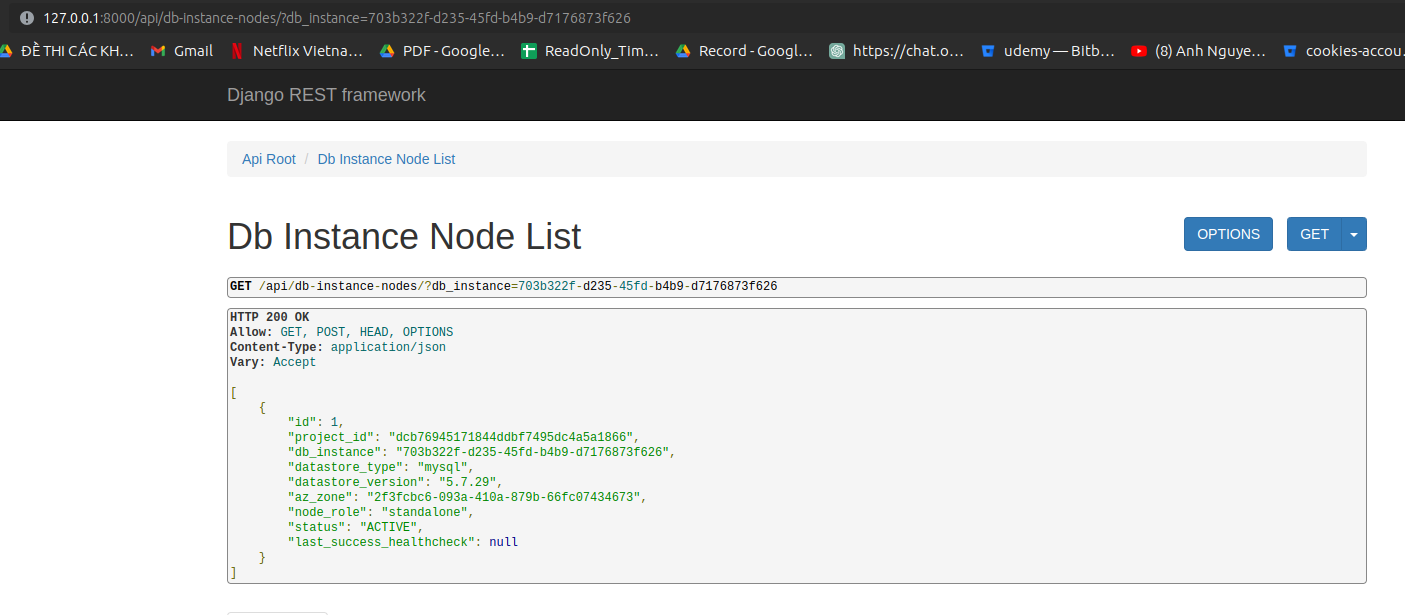 127.0.0.1:8000/api/db-instance-nodes/?db_instance=703b322f-d235-45fd-b4b9-d7176873f626
ĐỀ THI CÁC KH… Gmail Netflix Vietna… PDF - Google… ReadOnly_Tim… Record - Googl… https://chat.o… udemy — Bitb… (8) Anh Nguye… cookies-accou
Django REST framework
Api Root / Db Instance Node List
Db Instance Node List
OPTIONS GET
GET /api/db-instance-nodes/?db_instance=703b322f-d235-45fd-b4b9-d7176873f626
HTTP 200 OK
Allow: GET, POST, HEAD, OPTIONS
Content-Type: application/json
Vary: Accept
[
    {
        "id": 1,
        "project_id": "dcb76945171844ddbf7495dc4a5a1866",
        "db_instance": "703b322f-d235-45fd-b4b9-d7176873f626",
        "datastore_type": "mysql",
        "datastore_version": "5.7.29",
        "az_zone": "2f3fcbc6-093a-410a-879b-66fc07434673",
        "node_role": "standalone",
        "status": "ACTIVE",
        "last_success_healthcheck": null
    }
]